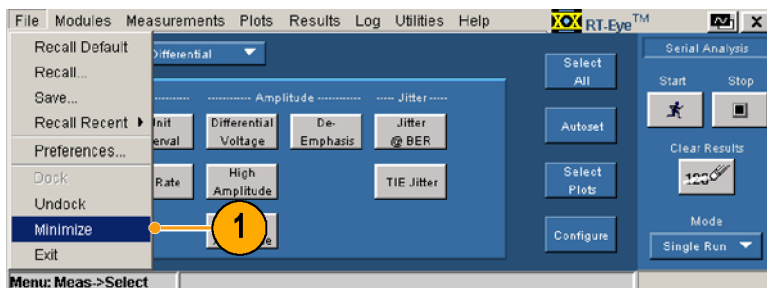 File Modules Measurements Plots Results Log Utilities Help RT-Eye™ X
Recall Default
Recall...
Save...
Recall Recent
Preferences...
Dock
Undock
Minimize
Exit
Differential
Amplitude Jitter
Differential Voltage
De-Emphasis
Jitter @ BER
Rate
High Amplitude
TIE Jitter
1
Select All
Autoset
Select Plots
Configure
Serial Analysis
Start Stop
Clear Results
123
Mode
Single Run
Menu: Meas->Select